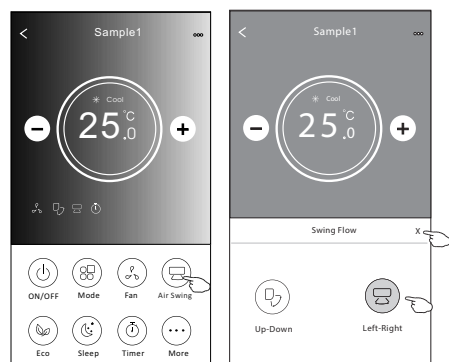 Sample1
Cool
25.0°C
ON/OFF Mode Fan Air Swing
Eco Sleep Timer More
Sample1
Cool
25.0°C
Swing Flow X
Up-Down Left-Right